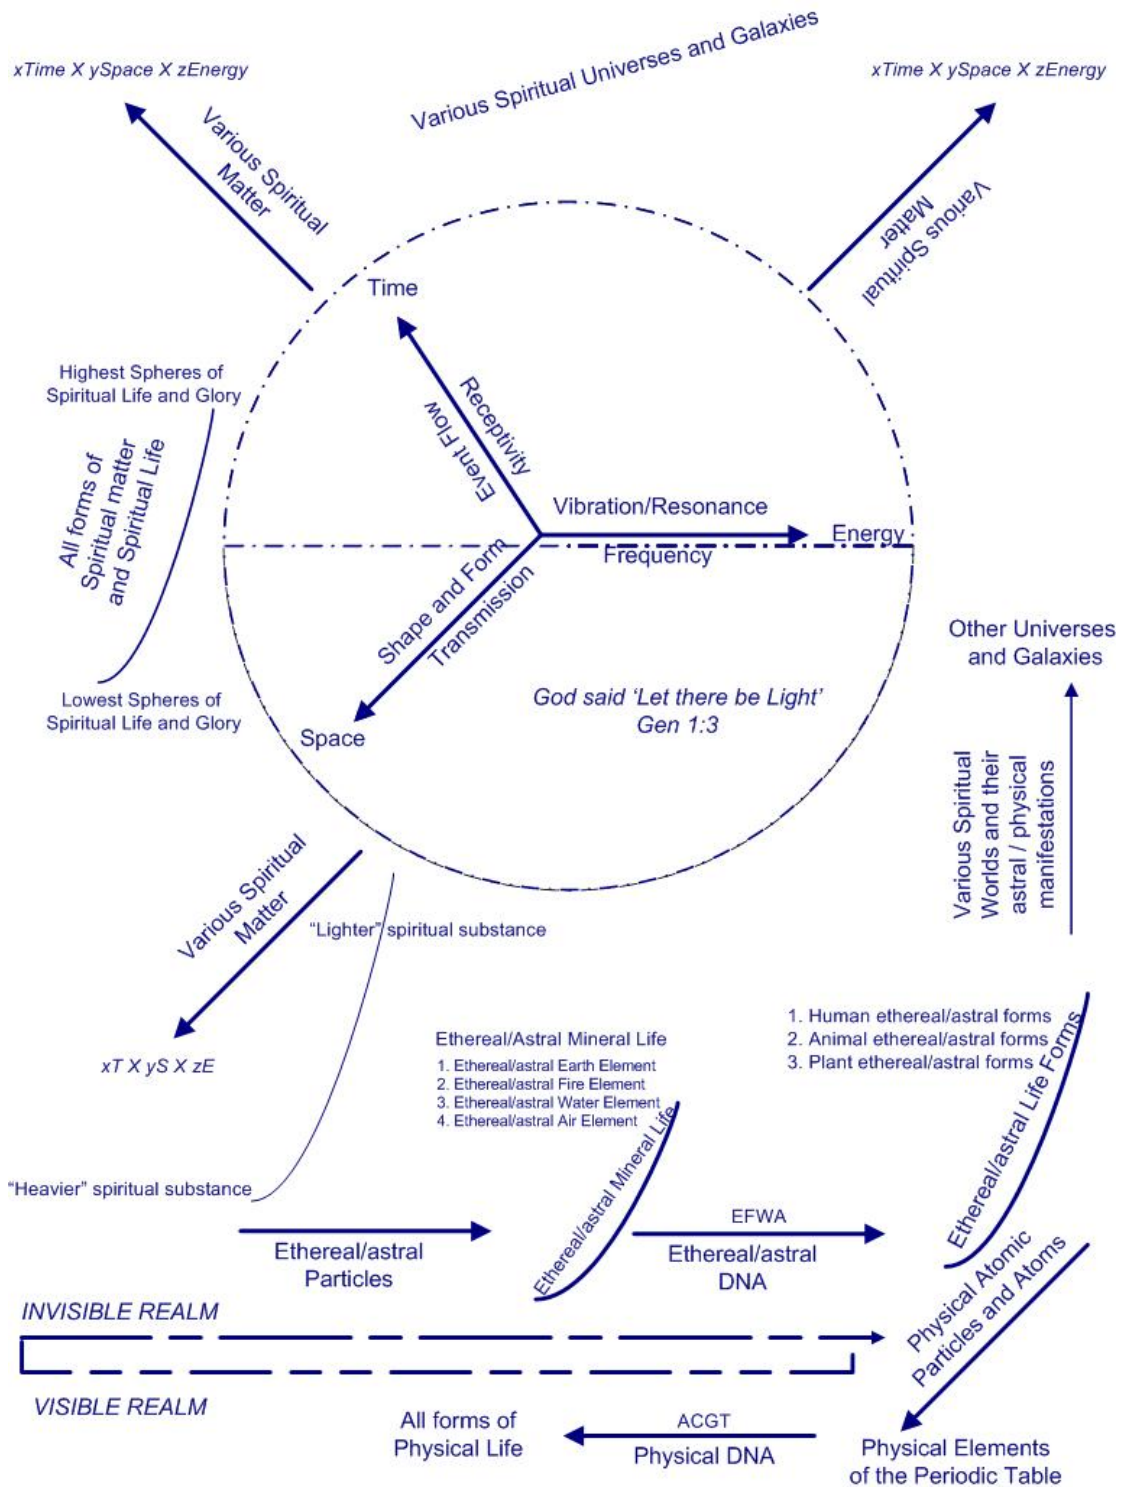 Various Spiritual Universes and Galaxies
xTime X ySpace X zEnergy
xTime X ySpace X zEnergy
Various Spiritual
Matter
Various Spiritual
Matter
Time
Receptivity
Event Flow
Highest Spheres of
Spiritual Life and Glory
All forms of
Spiritual matter
and Spiritual Life
Lowest Spheres of
Spiritual Life and Glory
Vibration/Resonance
Energy
Frequency
Shape and Form
Transmission
Space
God said ‘Let there be Light’
Gen 1:3
Other Universes
and Galaxies
Various Spiritual
Worlds and their
astral / physical
manifestations
Various Spiritual
Matter
xT X yS X zE
“Lighter” spiritual substance
“Heavier” spiritual substance
Ethereal/astral
Particles
Ethereal/Astral Mineral Life
1. Ethereal/astral Earth Element
2. Ethereal/astral Fire Element
3. Ethereal/astral Water Element
4. Ethereal/astral Air Element
Ethereal/astral Mineral Life
EFWA
Ethereal/astral
DNA
1. Human ethereal/astral forms
2. Animal ethereal/astral forms
3. Plant ethereal/astral forms
Ethereal/astral Life Forms
Physical Atomic
Particles and Atoms
INVISIBLE REALM
VISIBLE REALM
All forms of
Physical Life
ACGT
Physical DNA
Physical Elements
of the Periodic Table